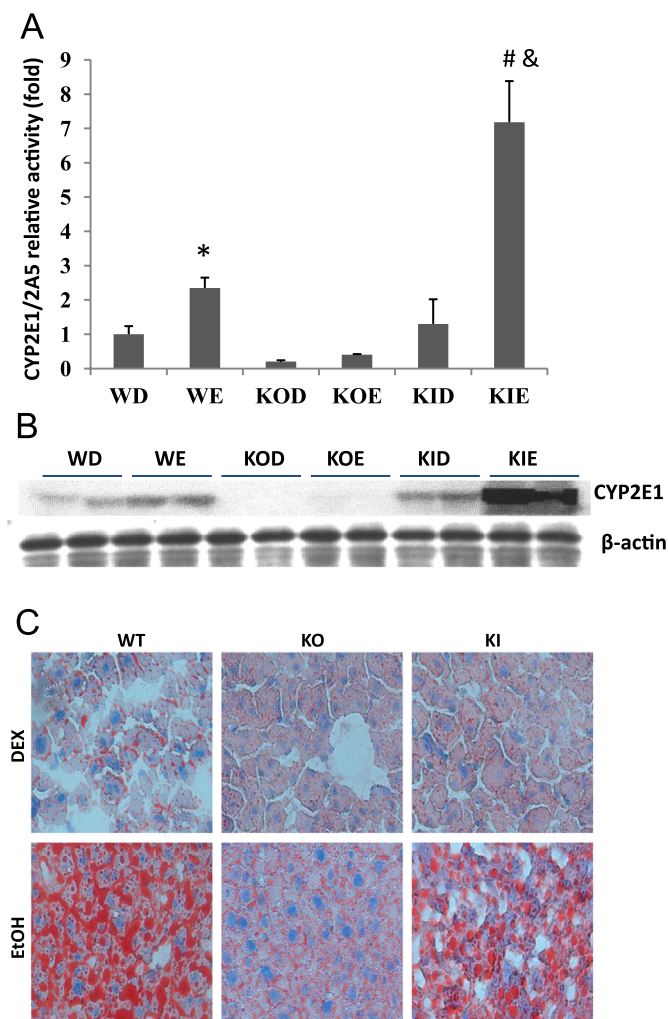 A
CYP2E1/2A5 relative activity (fold)
9
8
7
6
5
4
3
2
1
0
*
# &
WD WE KOD KOE KID KIE
B
WD WE KOD KOE KID KIE
CYP2E1
β-actin
C
WT KO KI
DEX
EtOH